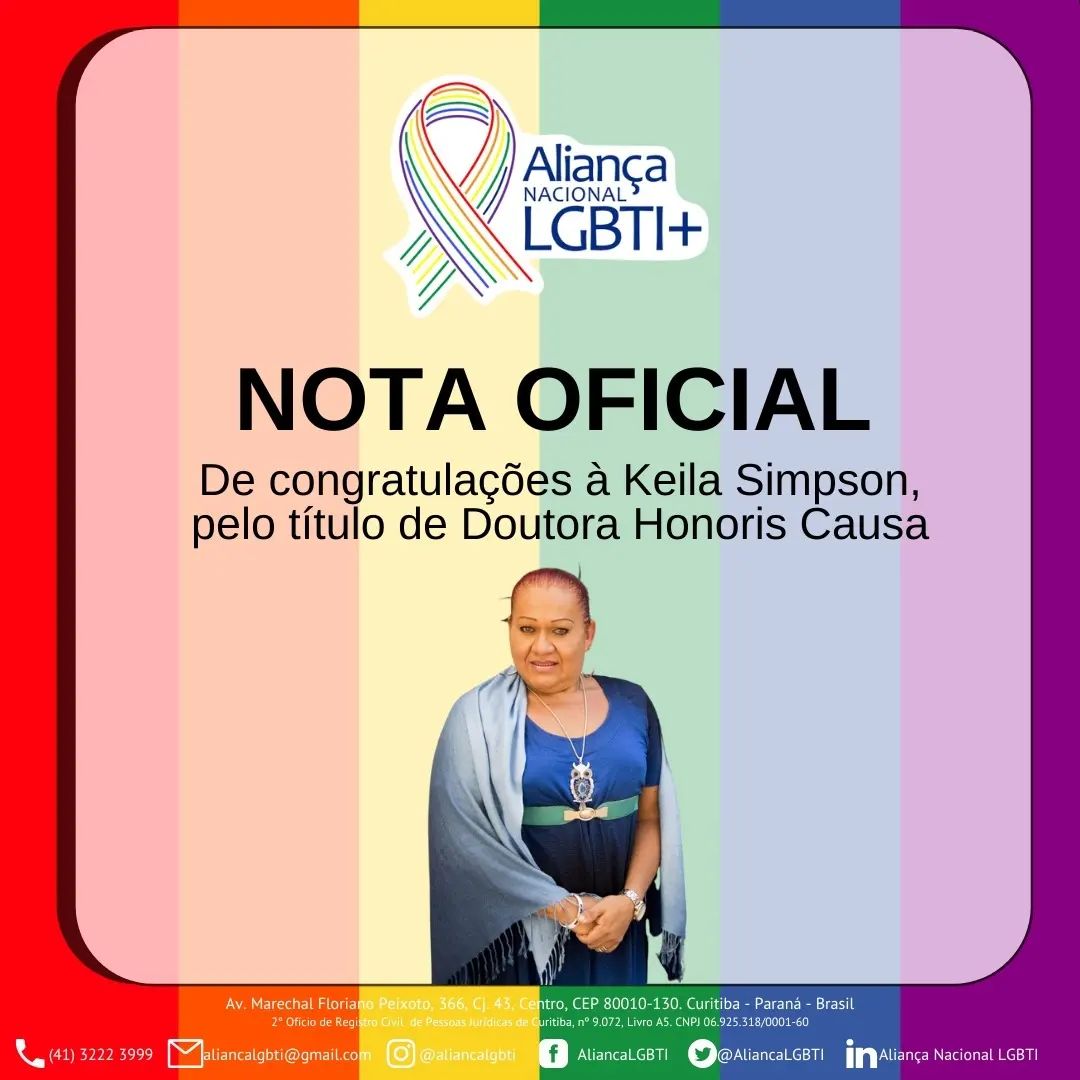 Aliança
NACIONAL
LGBTI+
NOTA OFICIAL
De congratulações à Keila Simpson,
pelo título de Doutora Honoris Causa
Av. Marechal Floriano Peixoto, 366, Cj. 43, Centro, CEP 80010-130. Curitiba - Paraná - Brasil
2° Ofício de Registro Civil de Pessoas Jurídicas de Curitiba, nº 9.072, Livro A5. CNPJ 06.925.318/0001-60
(41) 3222 3999 aliancalgbti@gmail.com @aliancalgbti AliancaLGBTI @AliancaLGBTI Aliança Nacional LGBTI